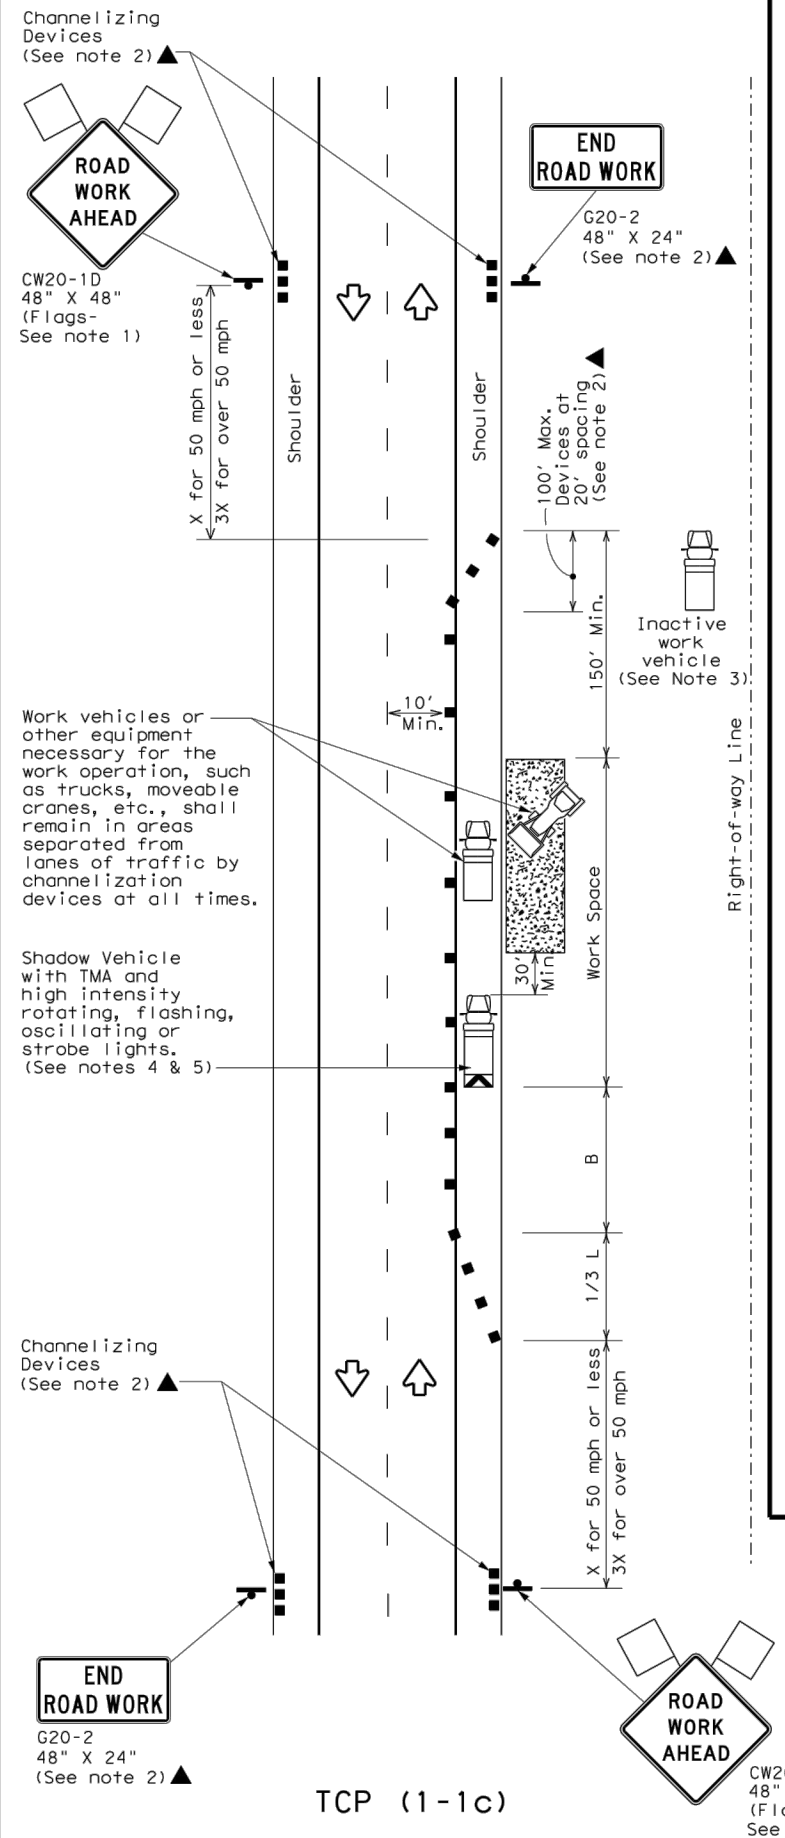 Channelizing
Devices
(See note 2)
ROAD
WORK
AHEAD
CW20-1D
48" X 48"
(Flags-
See note 1)
END
ROAD WORK
G20-2
48" X 24"
(See note 2)
X for 50 mph or less
3X for over 50 mph
Shoulder
Shoulder
100' Max.
Devices at
20' spacing
(See note 2)
150' Min.
Inactive
work
vehicle
(See Note 3)
10'
Min.
Work vehicles or
other equipment
necessary for the
work operation, such
as trucks, moveable
cranes, etc., shall
remain in areas
separated from
lanes of traffic by
channelization
devices at all times.
Right-of-way Line
Work Space
30'
Min.
Shadow Vehicle
with TMA and
high intensity
rotating, flashing,
oscillating or
strobe lights.
(See notes 4 & 5)
B
1/3 L
Channelizing
Devices
(See note 2)
X for 50 mph or less
3X for over 50 mph
END
ROAD WORK
G20-2
48" X 24"
(See note 2)
ROAD
WORK
AHEAD
48"
See
TCP (1-1c)